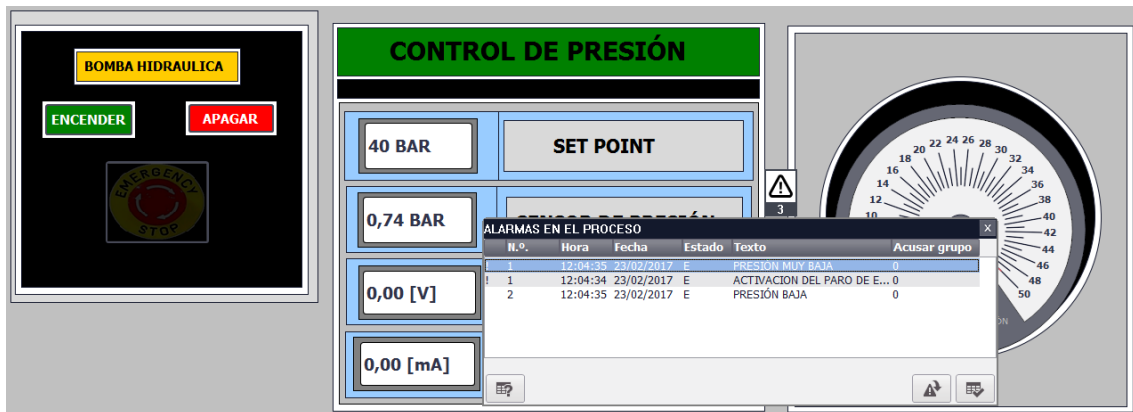 BOMBA HIDRAULICA
ENCENDER
APAGAR
EMERGENCY
STOP
CONTROL DE PRESIÓN
40 BAR
SET POINT
0,74 BAR
SENSOR DE PRESIÓN
0,00 [V]
0,00 [mA]
3
ALARMAS EN EL PROCESO
X
N.º. Hora Fecha Estado Texto Acusar grupo
! 1 12:04:35 23/02/2017 E PRESIÓN MUY BAJA 0
! 1 12:04:34 23/02/2017 E ACTIVACION DEL PARO DE E... 0
2 12:04:35 23/02/2017 E PRESIÓN BAJA 0
10
12
14
16
18
20
22
24
26
28
30
32
34
36
38
40
42
44
46
48
50